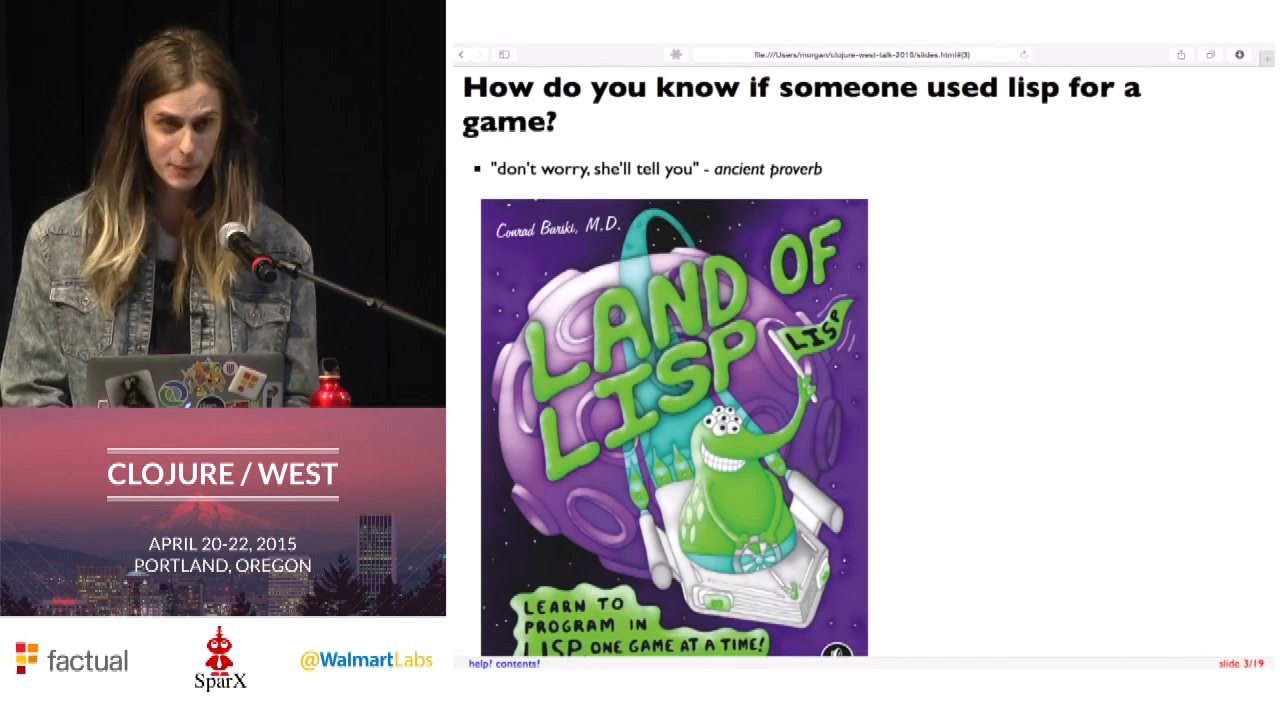 file:///Users/morgan/clojure-west-talk-2015/slides.html#(3)
How do you know if someone used lisp for a
game?
"don't worry, she'll tell you" - ancient proverb
Conrad Barski, M.D.
LAND OF
LISP
LISP
LEARN TO
PROGRAM IN
LISP ONE GAME AT A TIME!
help! contents!
slide 3/19
CLOJURE / WEST
APRIL 20-22, 2015
PORTLAND, OREGON
factual
SparX
@WalmartLabs